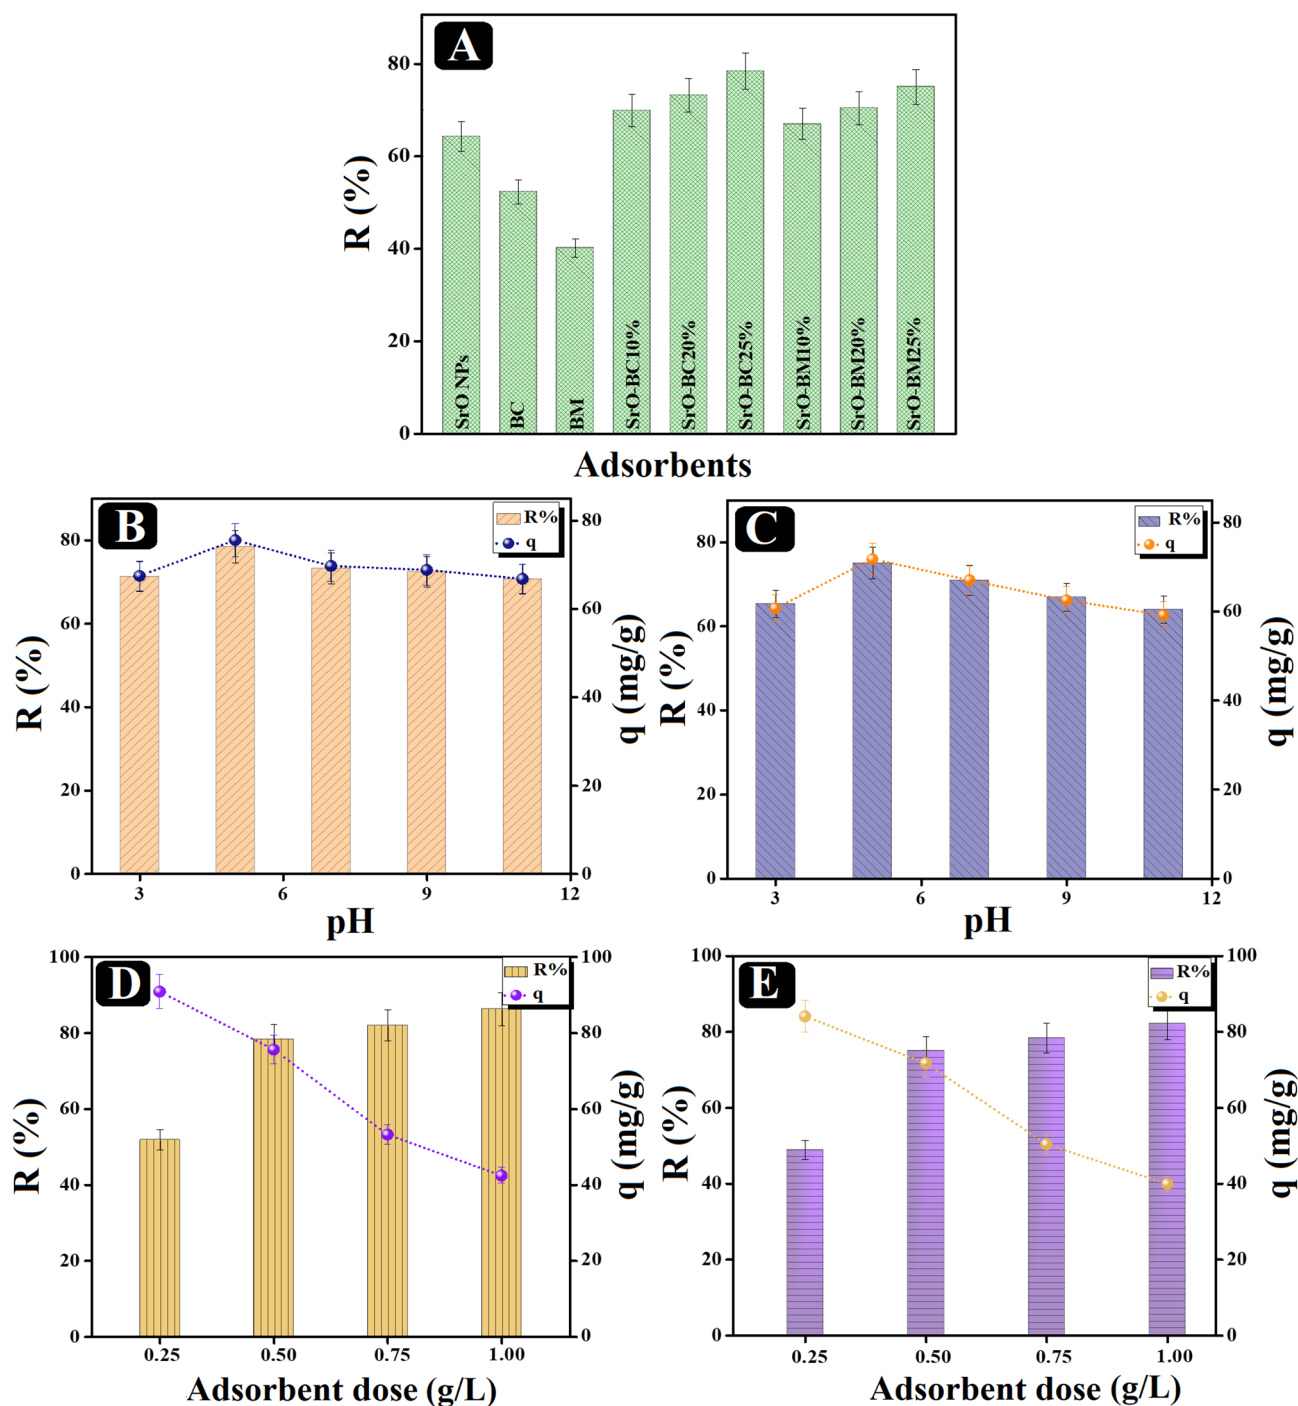 A
R (%)
80
60
40
20
0
SrO NPs
BC
BM
SrO-BC10%
SrO-BC20%
SrO-BC25%
SrO-BM10%
SrO-BM20%
SrO-BM25%
Adsorbents
B
R%
q
R (%)
80
60
40
20
0
80
60
40
20
0
q (mg/g)
3
6
9
12
pH
C
R%
q
R (%)
80
60
40
20
0
80
60
40
20
0
q (mg/g)
3
6
9
12
pH
D
R%
q
R (%)
100
80
60
40
20
0
100
80
60
40
20
0
q (mg/g)
0.25
0.50
0.75
1.00
Adsorbent dose (g/L)
E
R%
q
R (%)
100
80
60
40
20
0
100
80
60
40
20
0
q (mg/g)
0.25
0.50
0.75
1.00
Adsorbent dose (g/L)